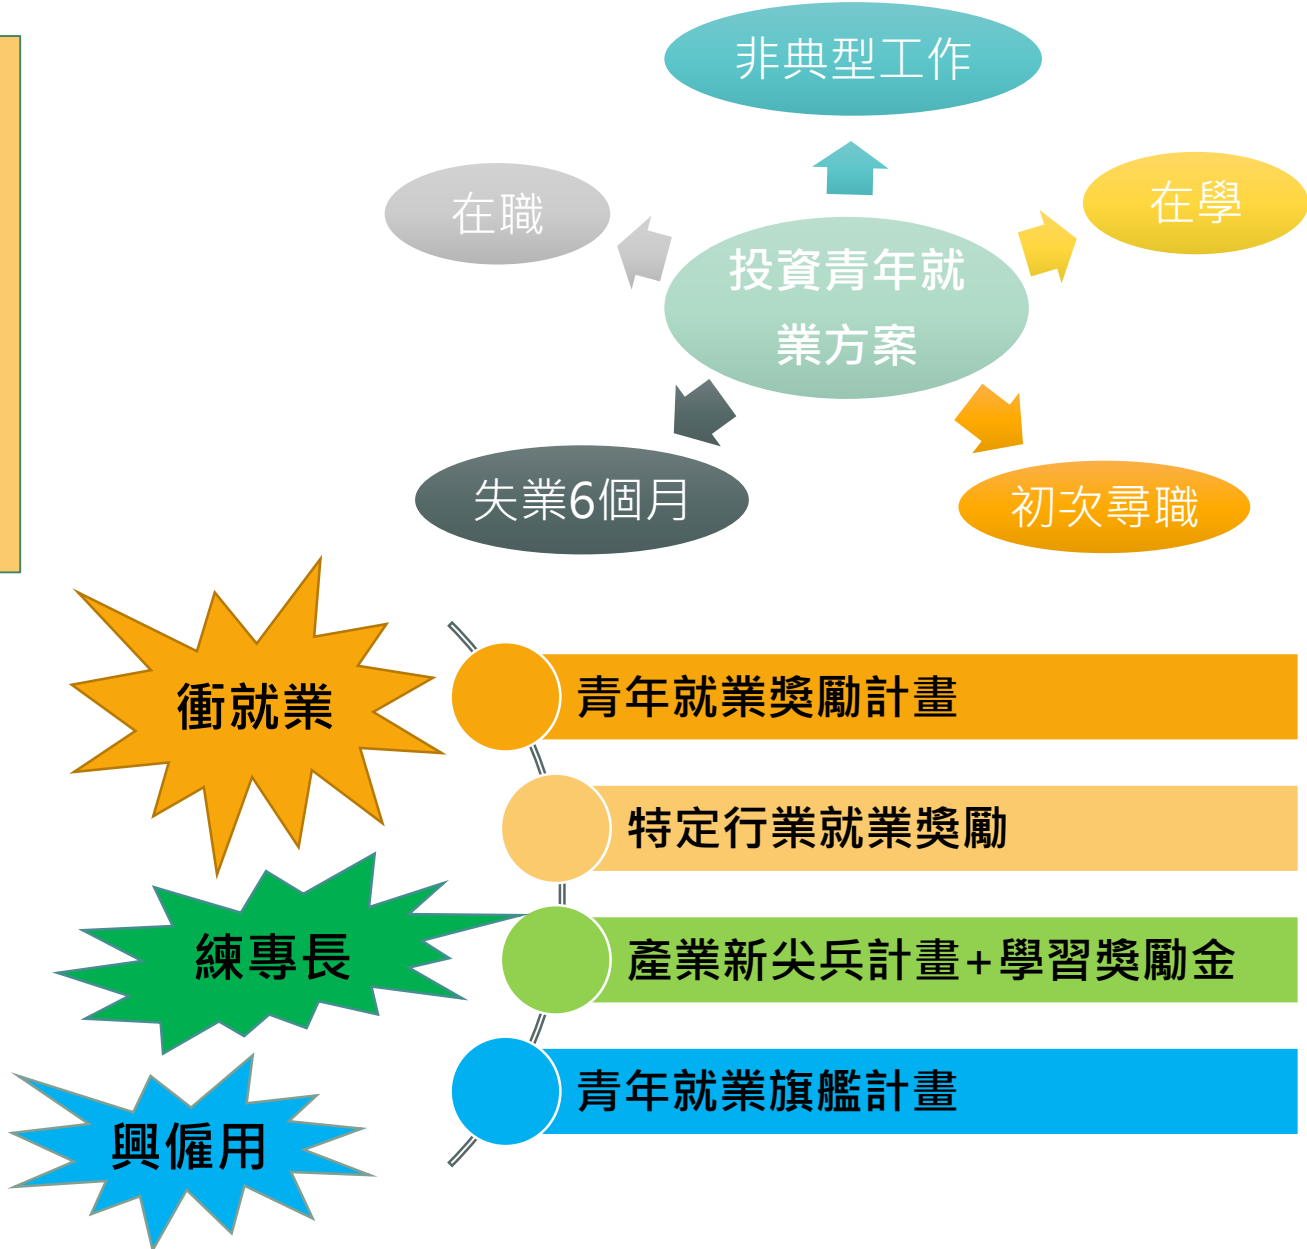 非典型工作
在職
在學
投資青年就
業方案
失業6個月
初次尋職
衝就業
青年就業獎勵計畫
特定行業就業獎勵
練專長
產業新尖兵計畫+學習獎勵金
青年就業旗艦計畫
興僱用